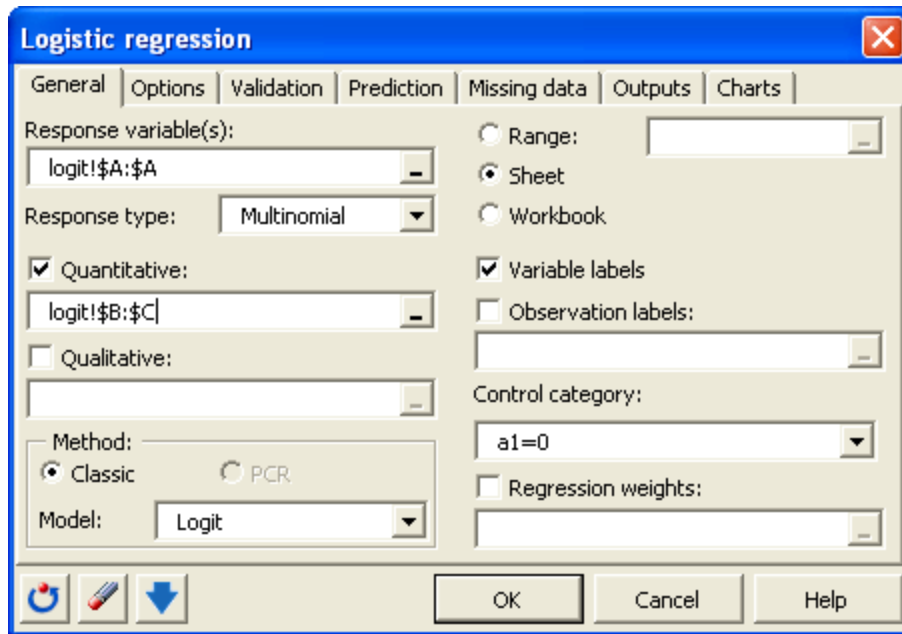 Logistic regression
General Options Validation Prediction Missing data Outputs Charts
Response variable(s):
logit!$A:$A
Response type: Multinomial
Quantitative:
logit!$B:$C
Qualitative:
Method:
Classic PCR
Model: Logit
Range:
Sheet
Workbook
Variable labels
Observation labels:
Control category:
a1=0
Regression weights:
OK Cancel Help